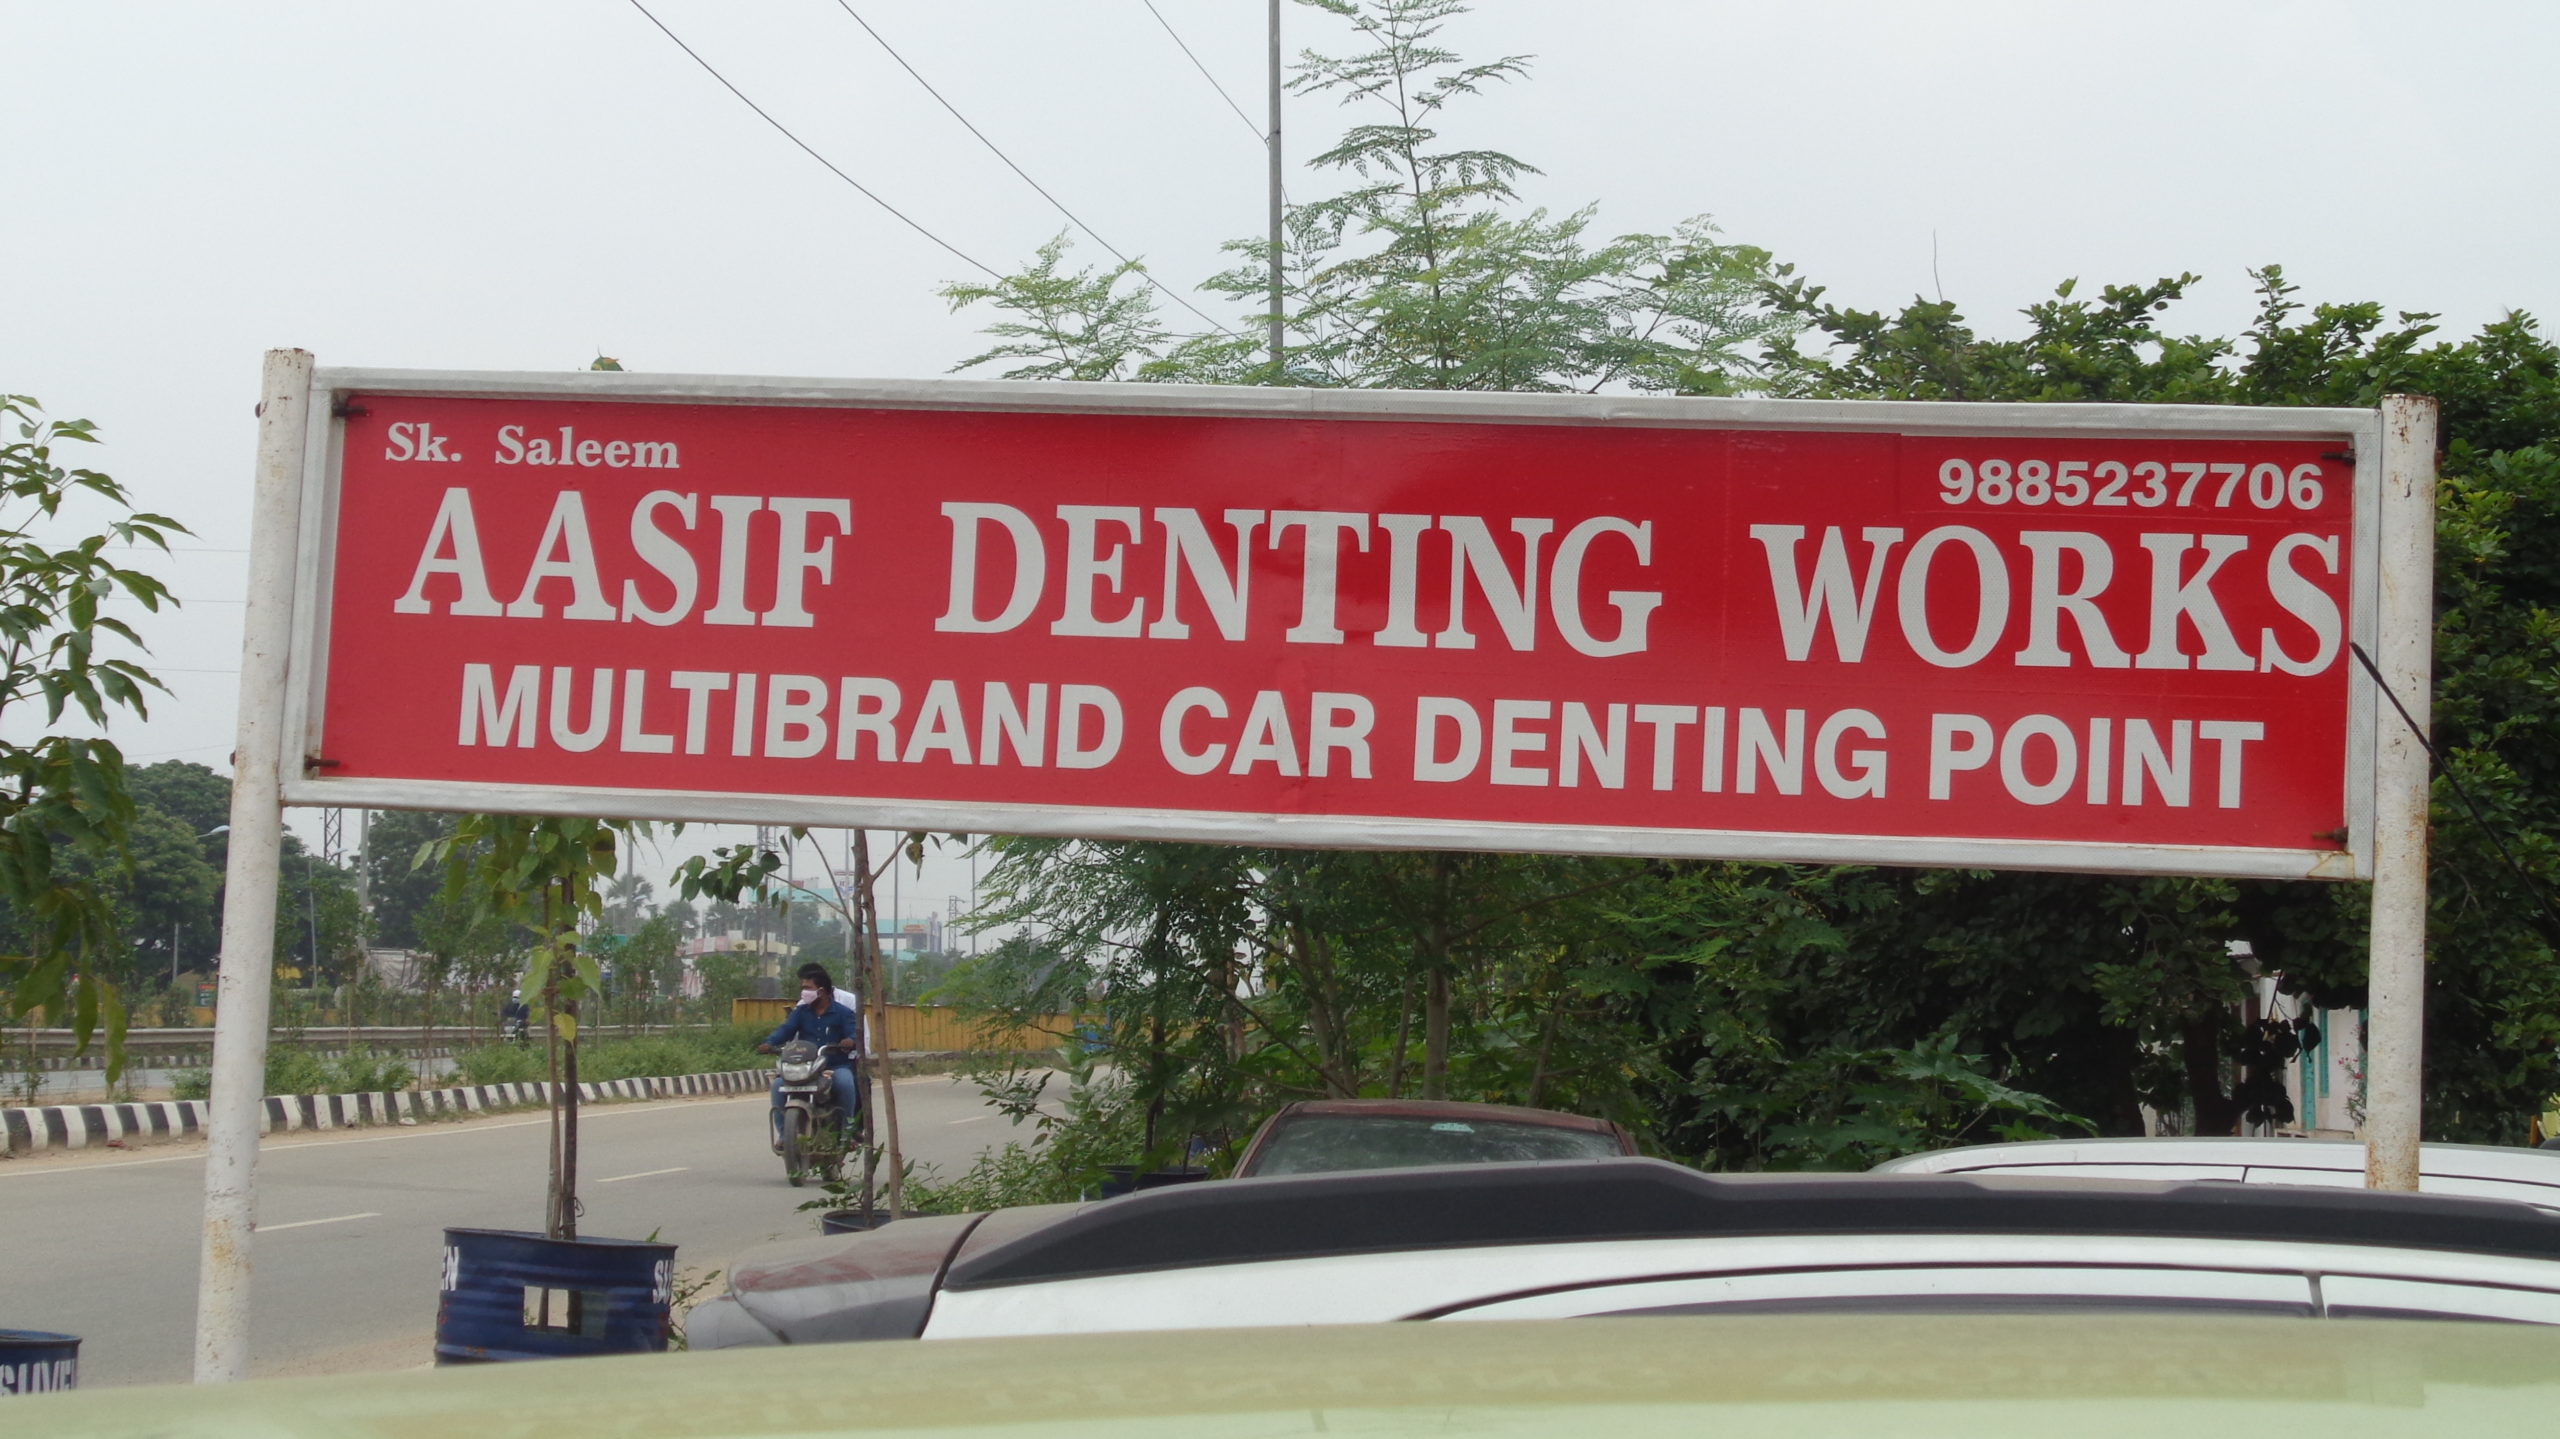 Sk. Saleem
9885237706
AASIF DENTING WORKS
MULTIBRAND CAR DENTING POINT